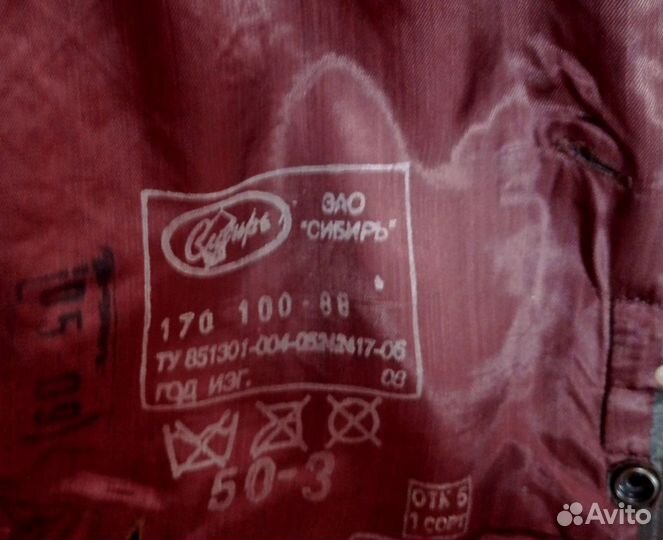 Сибирь
ЗАО
"СИБИРЬ"
170 100-88
ТУ 851301-004-05242417-06
ГОД ИЗГ. 08
50-3
ОТК 5
1 сорт
Avito